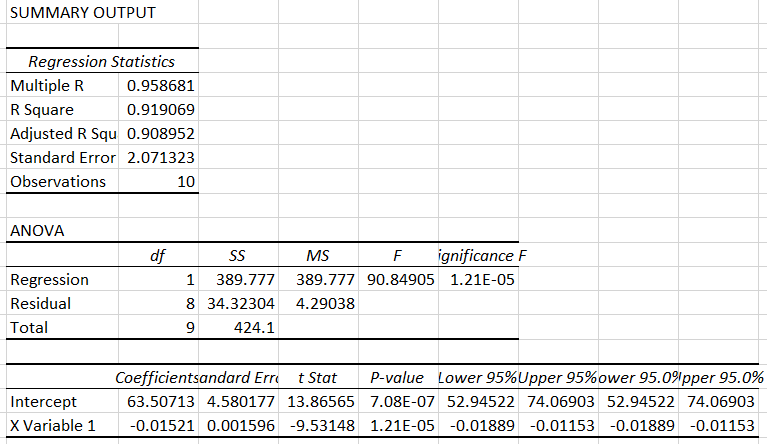 SUMMARY OUTPUT
Regression Statistics
Multiple R 0.958681
R Square 0.919069
Adjusted R Squ 0.908952
Standard Error 2.071323
Observations 10
ANOVA
df SS MS F ignificance F
Regression 1 389.777 389.777 90.84905 1.21E-05
Residual 8 34.32304 4.29038
Total 9 424.1
Coefficients andard Erro t Stat P-value Lower 95% Upper 95% ower 95.0% pper 95.0%
Intercept 63.50713 4.580177 13.86565 7.08E-07 52.94522 74.06903 52.94522 74.06903
X Variable 1 -0.01521 0.001596 -9.53148 1.21E-05 -0.01889 -0.01153 -0.01889 -0.01153